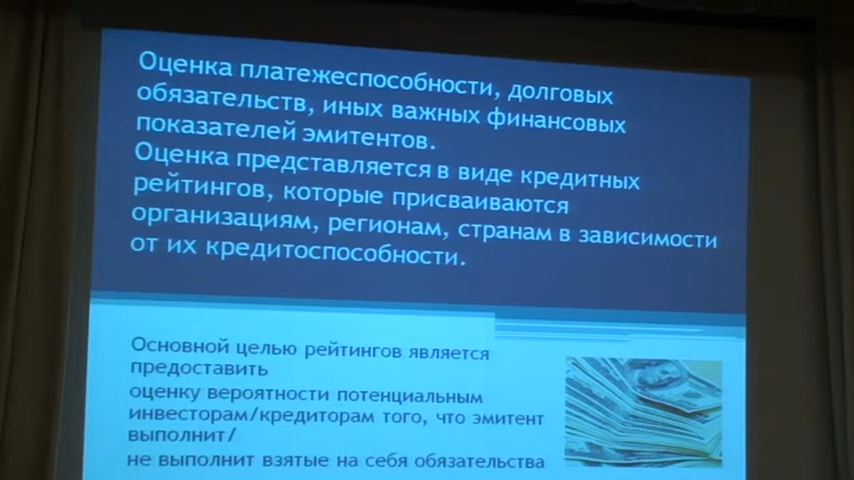 Оценка платежеспособности, долговых
обязательств, иных важных финансовых
показателей эмитентов.
Оценка представляется в виде кредитных
рейтингов, которые присваиваются
организациям, регионам, странам в зависимости
от их кредитоспособности.
Основной целью рейтингов является
предоставить
оценку вероятности потенциальным
инвесторам/кредиторам того, что эмитент
выполнит/
не выполнит взятые на себя обязательства